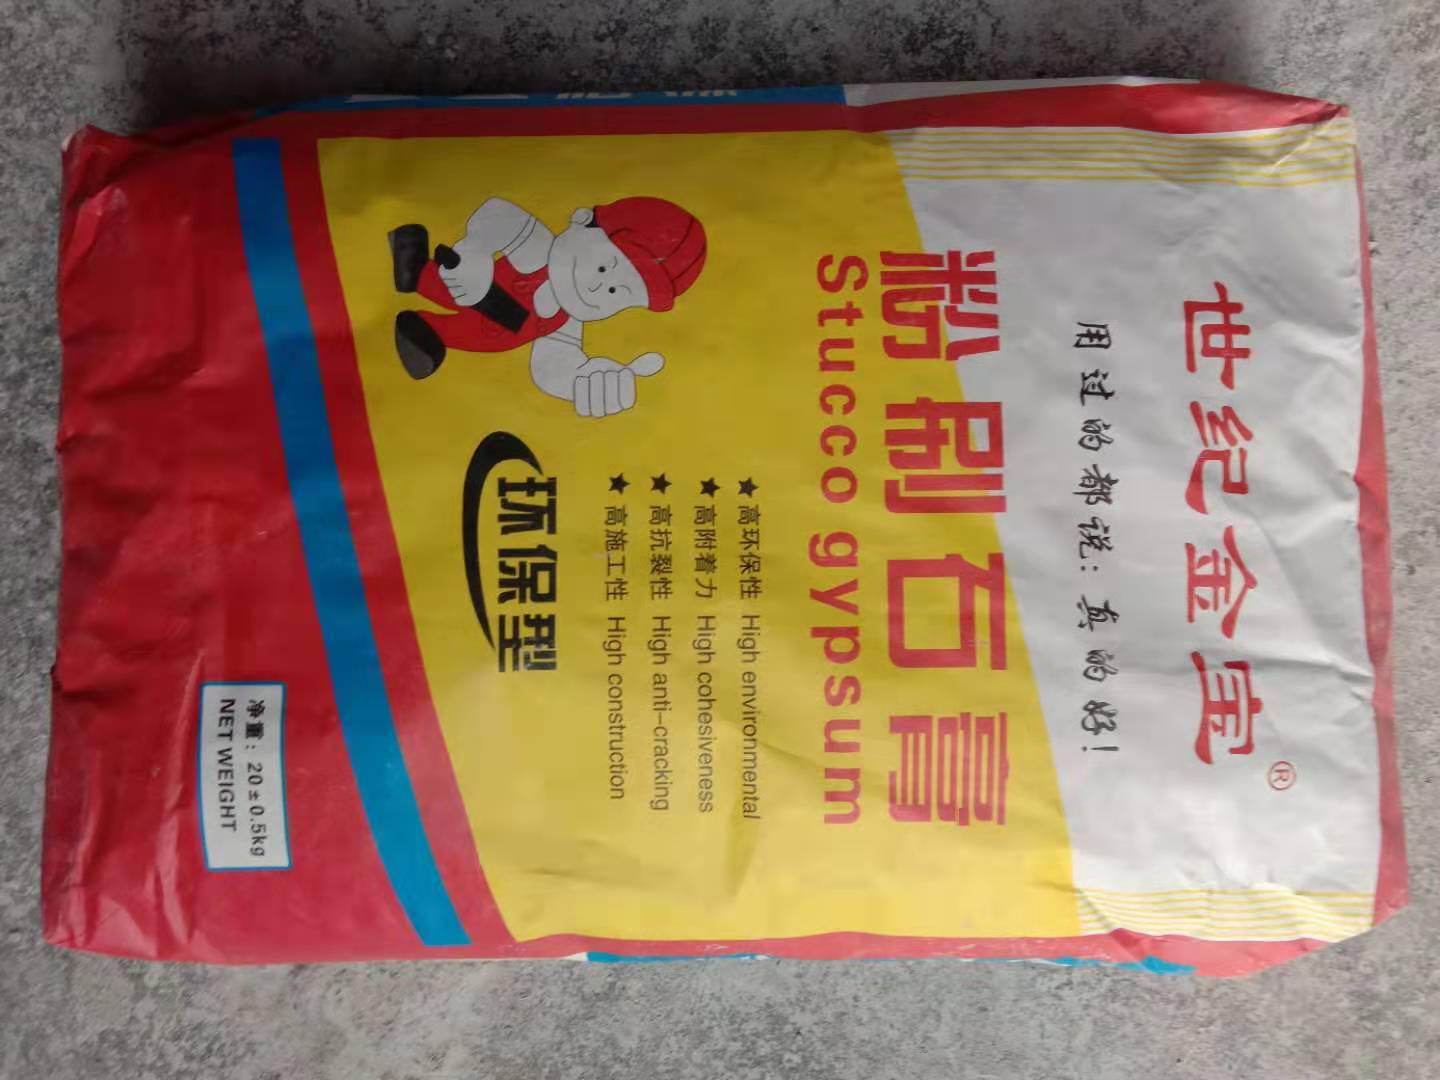 世纪金宝®
用过的都说：真的好！
粉刷石膏
Stucco gypsum
★高环保性 High environmental
★高附着力 High cohesiveness
★高抗裂性 High anti-cracking
★高施工性 High construction
环保型
净重：20±0.5kg
NET WEIGHT